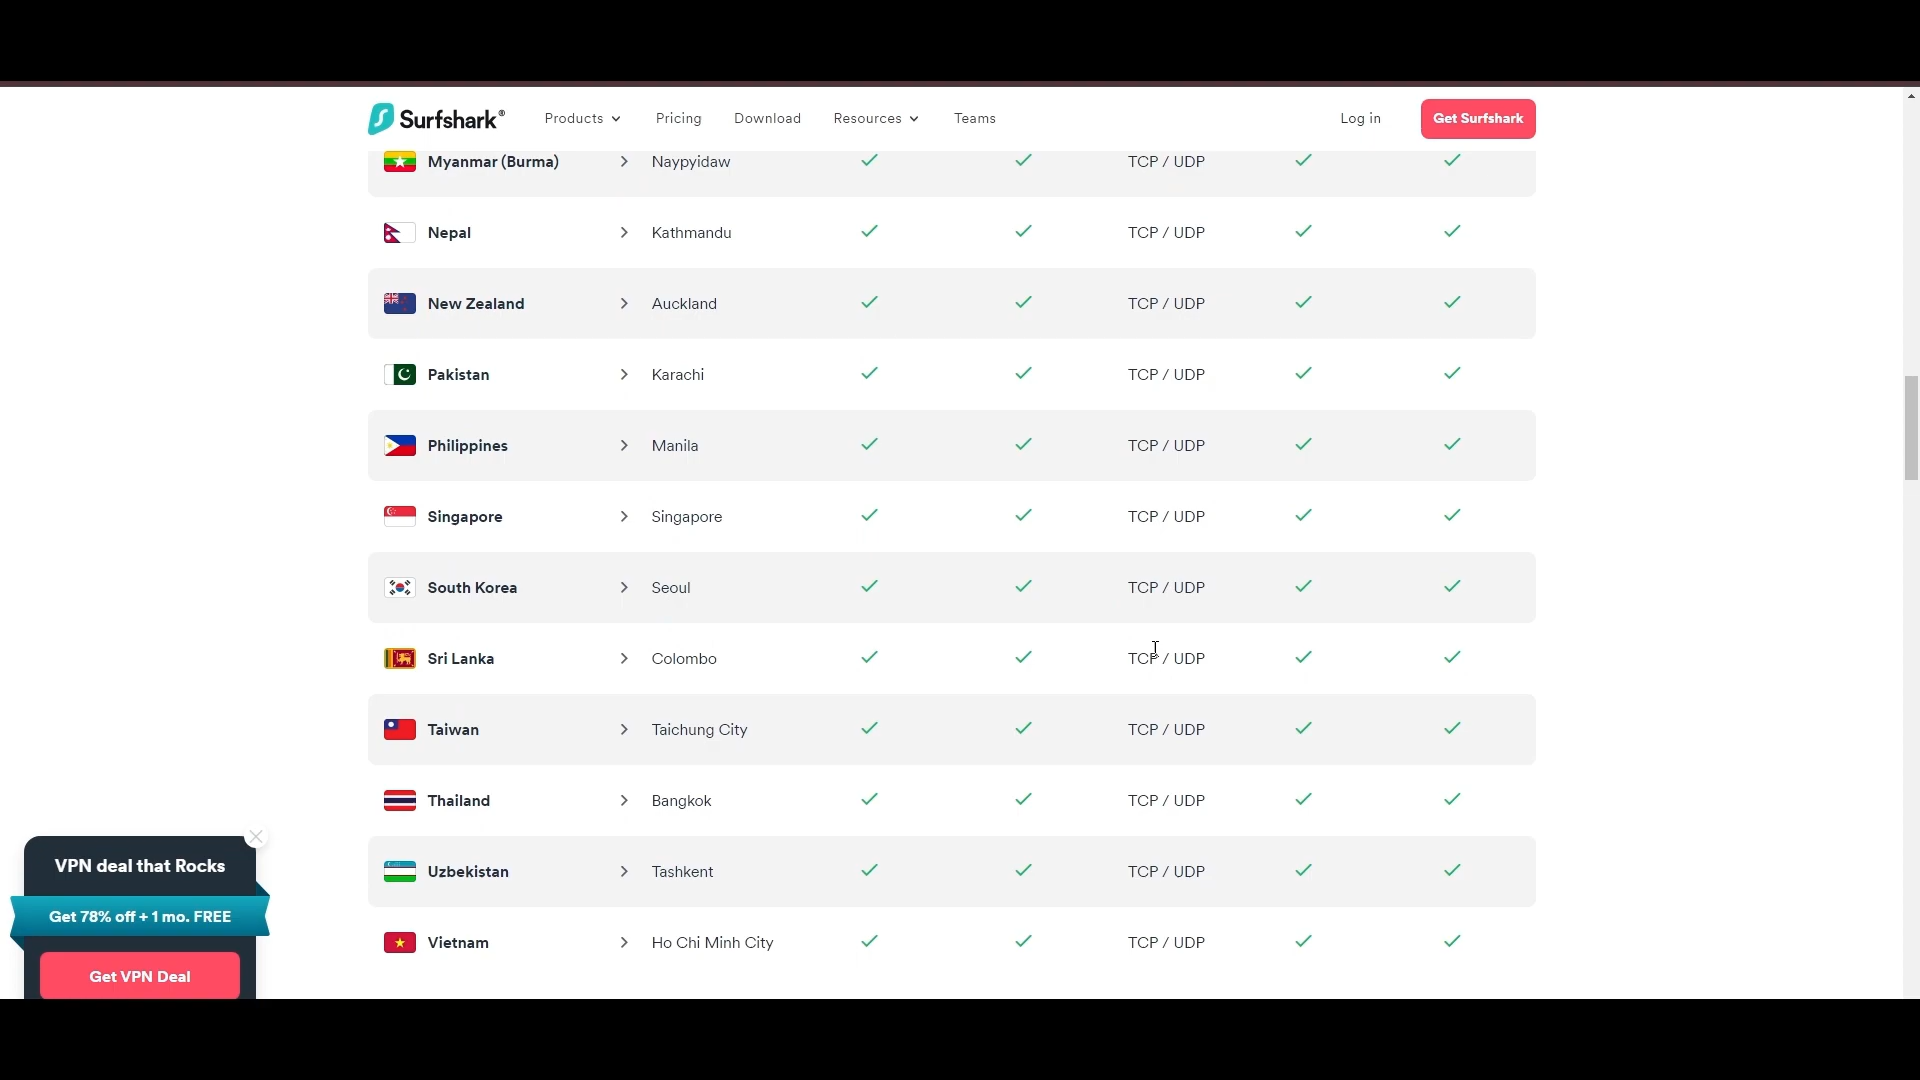 Surfshark®
Products
Pricing
Download
Resources
Teams
Log in
Get Surfshark
Myanmar (Burma) Naypyidaw TCP / UDP
Nepal Kathmandu TCP / UDP
New Zealand Auckland TCP / UDP
Pakistan Karachi TCP / UDP
Philippines Manila TCP / UDP
Singapore Singapore TCP / UDP
South Korea Seoul TCP / UDP
Sri Lanka Colombo TCP / UDP
Taiwan Taichung City TCP / UDP
Thailand Bangkok TCP / UDP
Uzbekistan Tashkent TCP / UDP
Vietnam Ho Chi Minh City TCP / UDP
VPN deal that Rocks
Get 78% off + 1 mo. FREE
Get VPN Deal